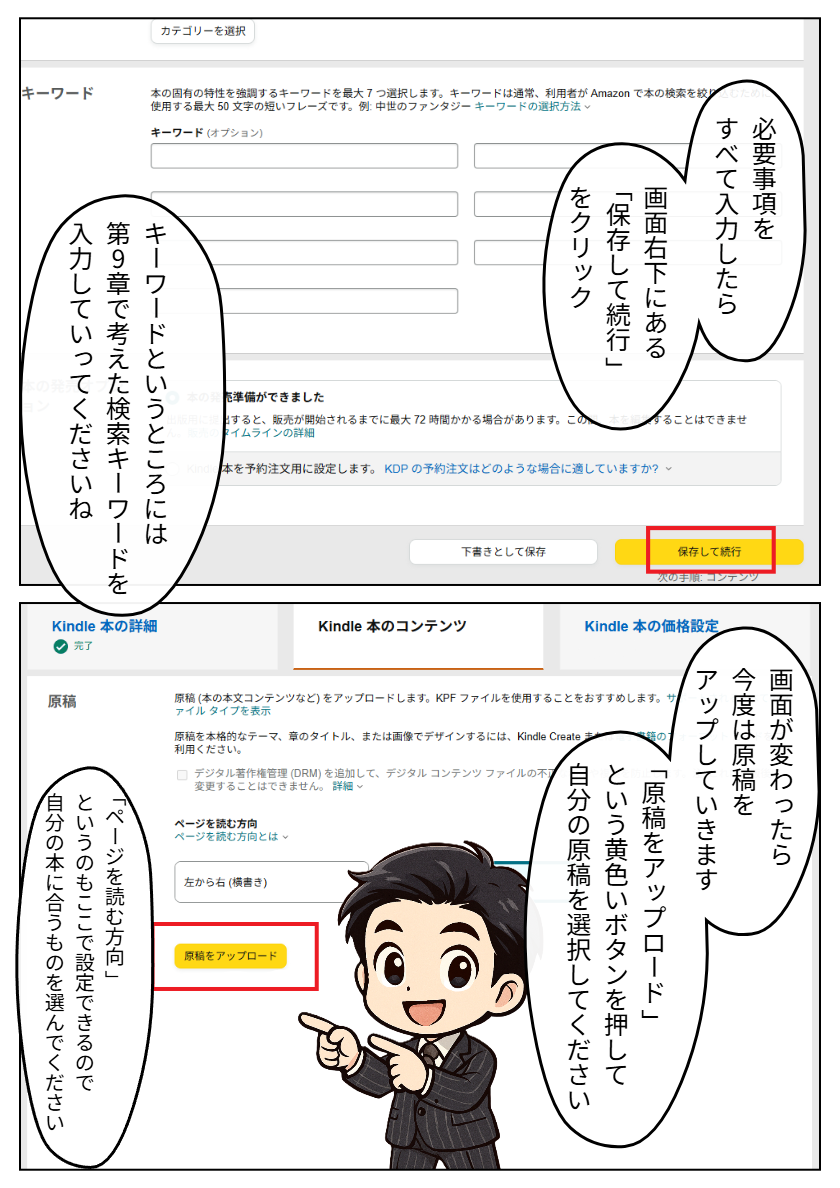 カテゴリーを選択
キーワード
本の固有の特性を強調するキーワードを最大 7 つ選択します。キーワードは通常、利用者が Amazon で本の検索を絞り込むために
使用する最大 50 文字の短いフレーズです。例: 中世のファンタジー キーワードの選択方法
キーワード (オプション)
必要事項を
すべて入力したら
画面右下にある
「保存して続行」
をクリック
キーワードというところには
第9章で考えた検索キーワードを
入力していってくださいね
本の発売準備ができました
すると、販売が開始されるまでに最大 72 時間かかる場合があります。この間、本を編集することはできませ
タイムラインの詳細
Kindle 本を予約注文用に設定します。 KDP の予約注文はどのような場合に適していますか?
下書きとして保存
保存して続行
次の手順: コンテンツ
Kindle 本の詳細
完了
Kindle 本のコンテンツ
Kindle 本の価格設定
原稿
原稿 (本の本文コンテンツなど) をアップロードします。KPF ファイルを使用することをおすすめします。サ
ァイル タイプを表示
原稿を本格的なテーマ、章のタイトル、または画像でデザインするには、Kindle Create また
利用ください。
デジタル著作権管理 (DRM) を追加して、デジタル コンテンツ ファイルの不正
変更することはできません。 詳細
ページを読む方向
ページを読む方向とは
左から右 (横書き)
原稿をアップロード
画面が変わったら
今度は原稿を
アップしていきます
「原稿をアップロード」
という黄色いボタンを押して
自分の原稿を選択してください
「ページを読む方向」
というのもここで設定できるので
自分の本に合うものを選んでください